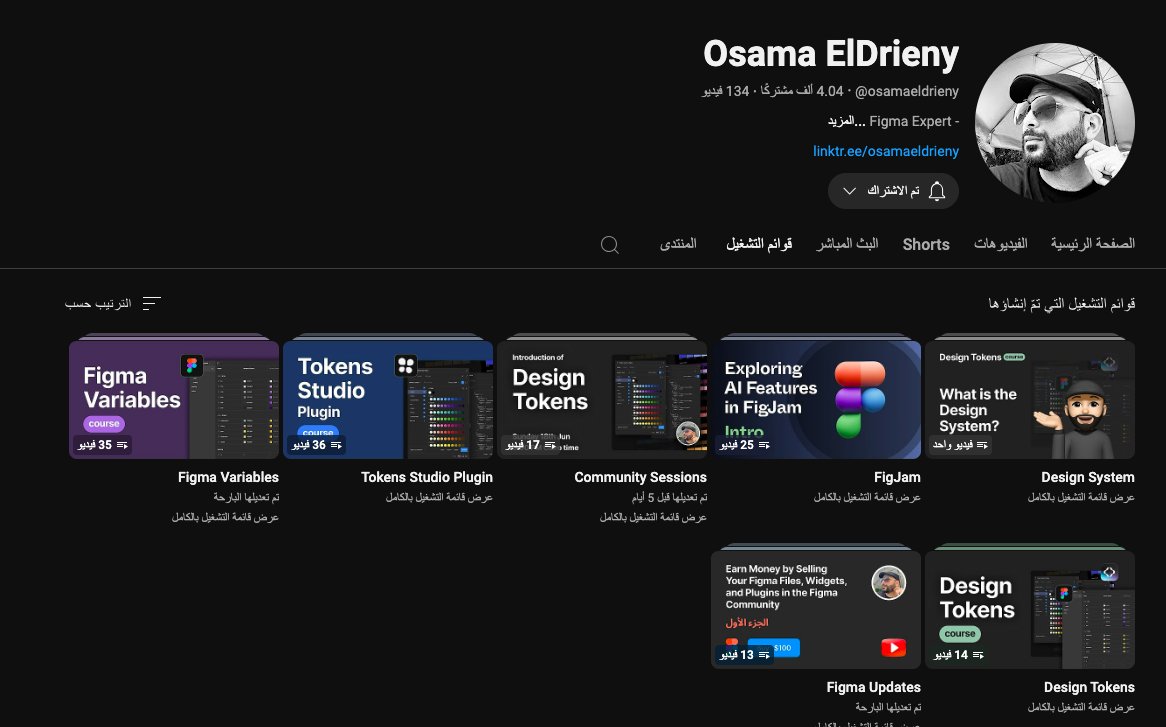 Osama ElDrieny
@osamaeldrieny · 4.04 ألف مشتركًا · 134 فيديو
- Figma Expert ...المزيد
linktr.ee/osamaeldrieny
تم الاشتراك
الصفحة الرئيسية
الفيديوهات
Shorts
البث المباشر
قوائم التشغيل
المنتدى
قوائم التشغيل التي تمّ إنشاؤها
الترتيب حسب
Design Tokens course
What is the
Design
System?
فيديو واحد
Design System
عرض قائمة التشغيل بالكامل
Exploring
AI Features
in FigJam
Intro
25 فيديو
FigJam
عرض قائمة التشغيل بالكامل
Introduction of
Design
Tokens
17 فيديو
Community Sessions
تم تعديلها قبل 5 أيام
عرض قائمة التشغيل بالكامل
Tokens
Studio
Plugin
course
36 فيديو
Tokens Studio Plugin
عرض قائمة التشغيل بالكامل
Figma
Variables
course
35 فيديو
Figma Variables
تم تعديلها البارحة
عرض قائمة التشغيل بالكامل
Design
Tokens
course
14 فيديو
Design Tokens
عرض قائمة التشغيل بالكامل
Earn Money by Selling
Your Figma Files, Widgets,
and Plugins in the Figma
Community
الجزء الأول
$100
13 فيديو
Figma Updates
تم تعديلها البارحة
عرض قائمة التشغيل بالكامل